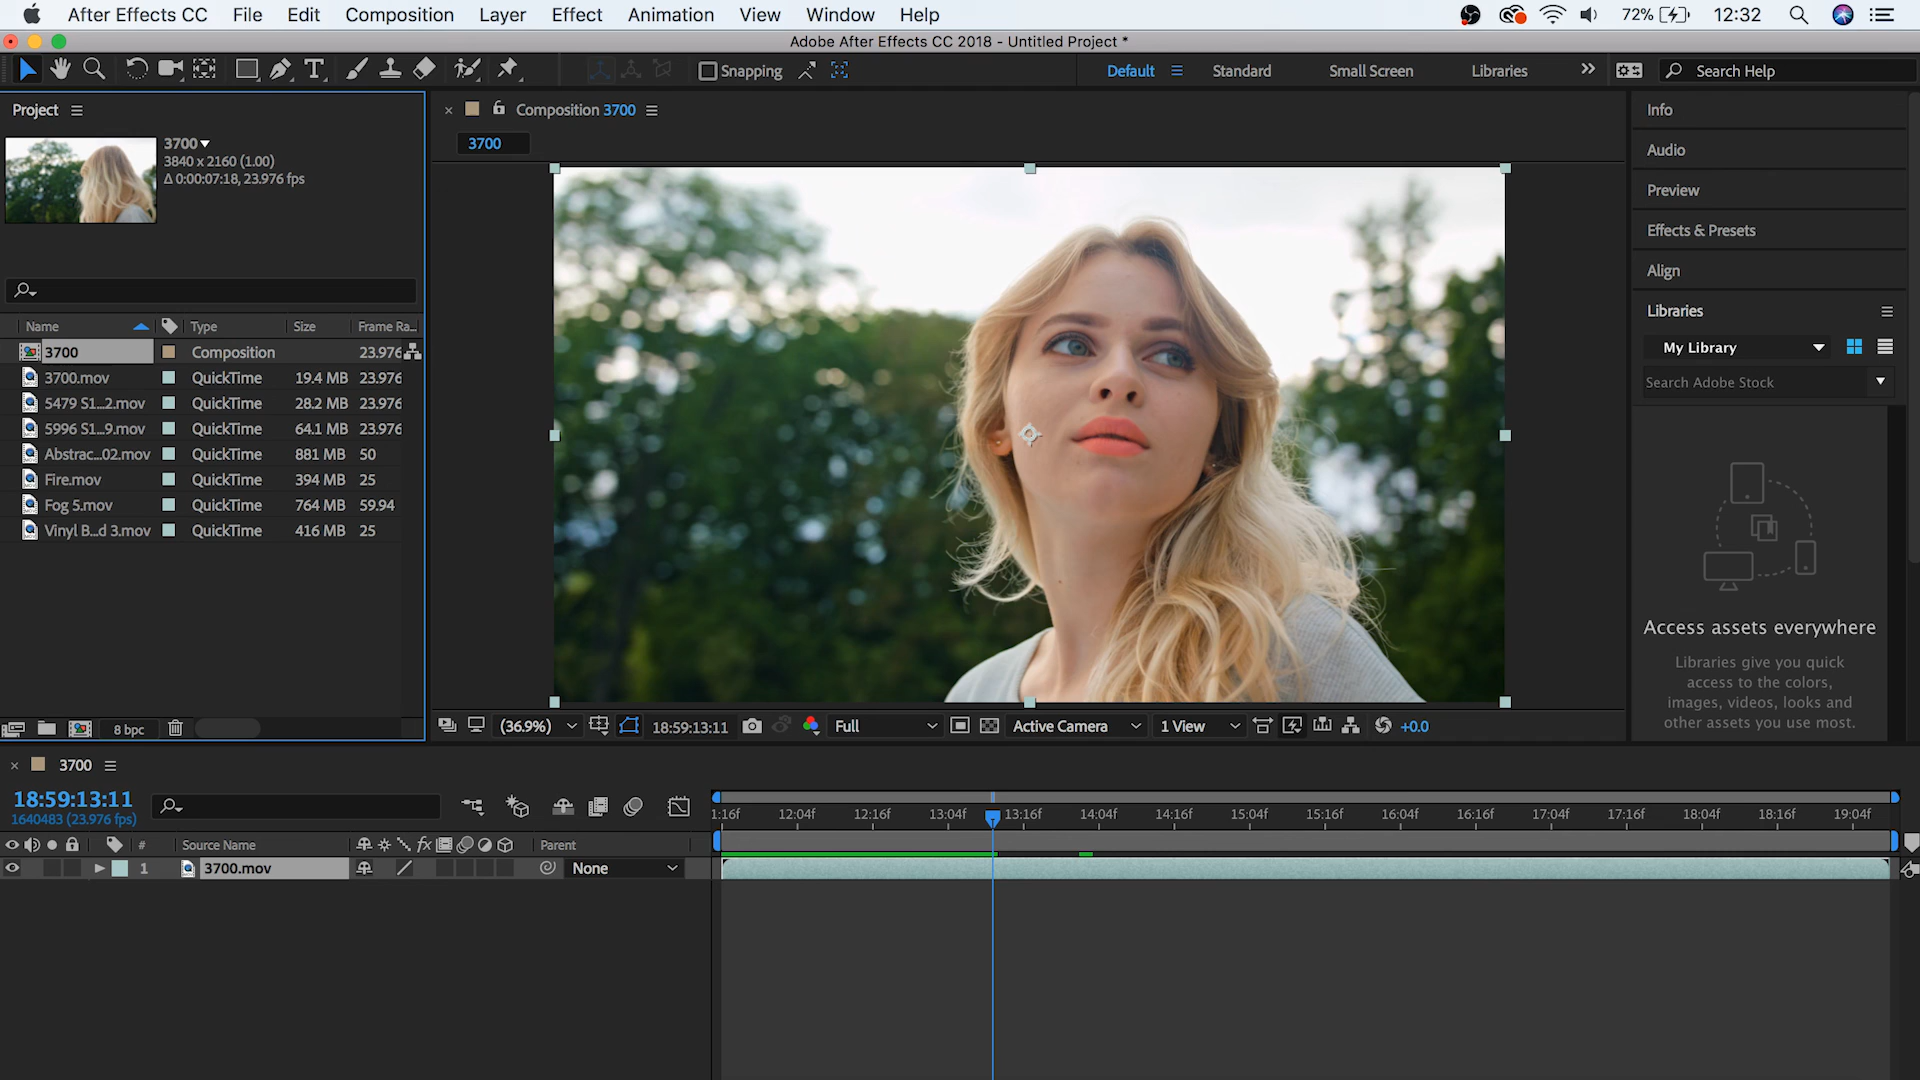 After Effects CC File Edit Composition Layer Effect Animation View Window Help 72% 12:32
Adobe After Effects CC 2018 - Untitled Project *
Snapping Default Standard Small Screen Libraries Search Help
Project
3700
3840 x 2160 (1.00)
Δ 0:00:07:18, 23.976 fps
Name Type Size Frame Ra...
3700 Composition 23.976
3700.mov QuickTime 19.4 MB 23.976
5479 S1...2.mov QuickTime 28.2 MB 23.976
5996 S1...9.mov QuickTime 64.1 MB 23.976
Abstrac...02.mov QuickTime 881 MB 50
Fire.mov QuickTime 394 MB 25
Fog 5.mov QuickTime 764 MB 59.94
Vinyl B...d 3.mov QuickTime 416 MB 25
8 bpc
Composition 3700
3700
(36.9%) 18:59:13:11 Full Active Camera 1 View +0.0
Info
Audio
Preview
Effects & Presets
Align
Libraries
My Library
Search Adobe Stock
Access assets everywhere
Libraries give you quick
access to the colors,
images, videos, looks and
other assets you use most.
3700
18:59:13:11
1640483 (23.976 fps)
1:16f 12:04f 12:16f 13:04f 13:16f 14:04f 14:16f 15:04f 15:16f 16:04f 16:16f 17:04f 17:16f 18:04f 18:16f 19:04f
# Source Name fx Parent
1 3700.mov None